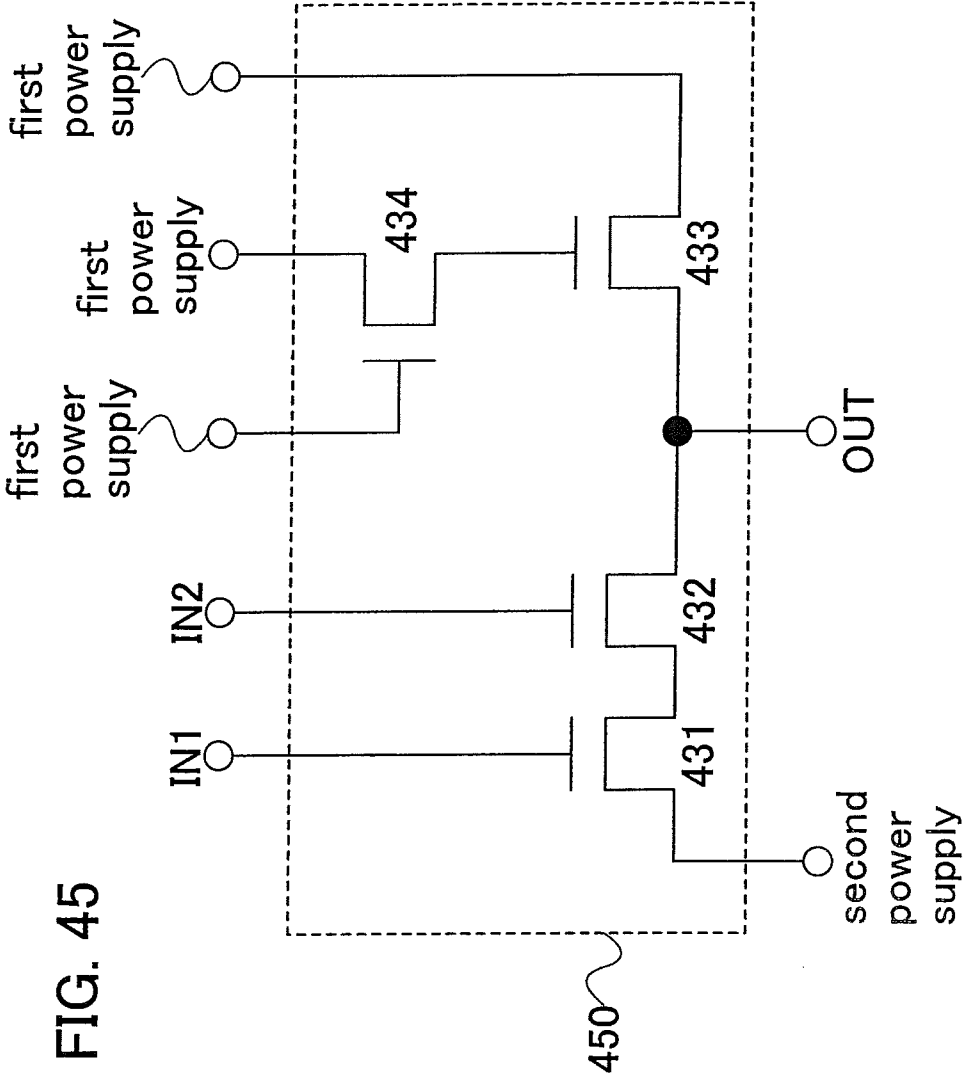 FIG. 45
450
IN1
IN2
first
power
supply
first
power
supply
first
power
supply
434
431
432
433
second
power
supply
OUT